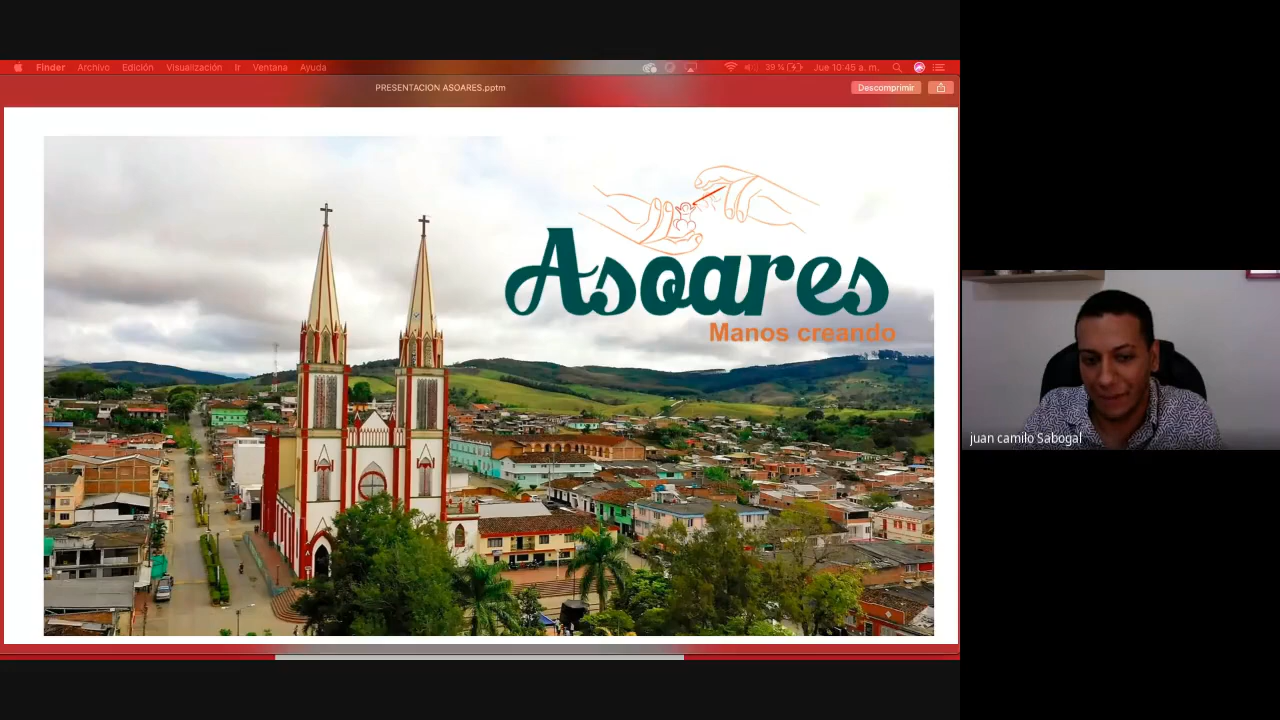 Finder Archivo Edición Visualización Ir Ventana Ayuda
39 Jue 10:45 a. m.
PRESENTACION ASOARES.pptm
Descomprimir
Asoares
Manos creando
juan camilo Sabogal